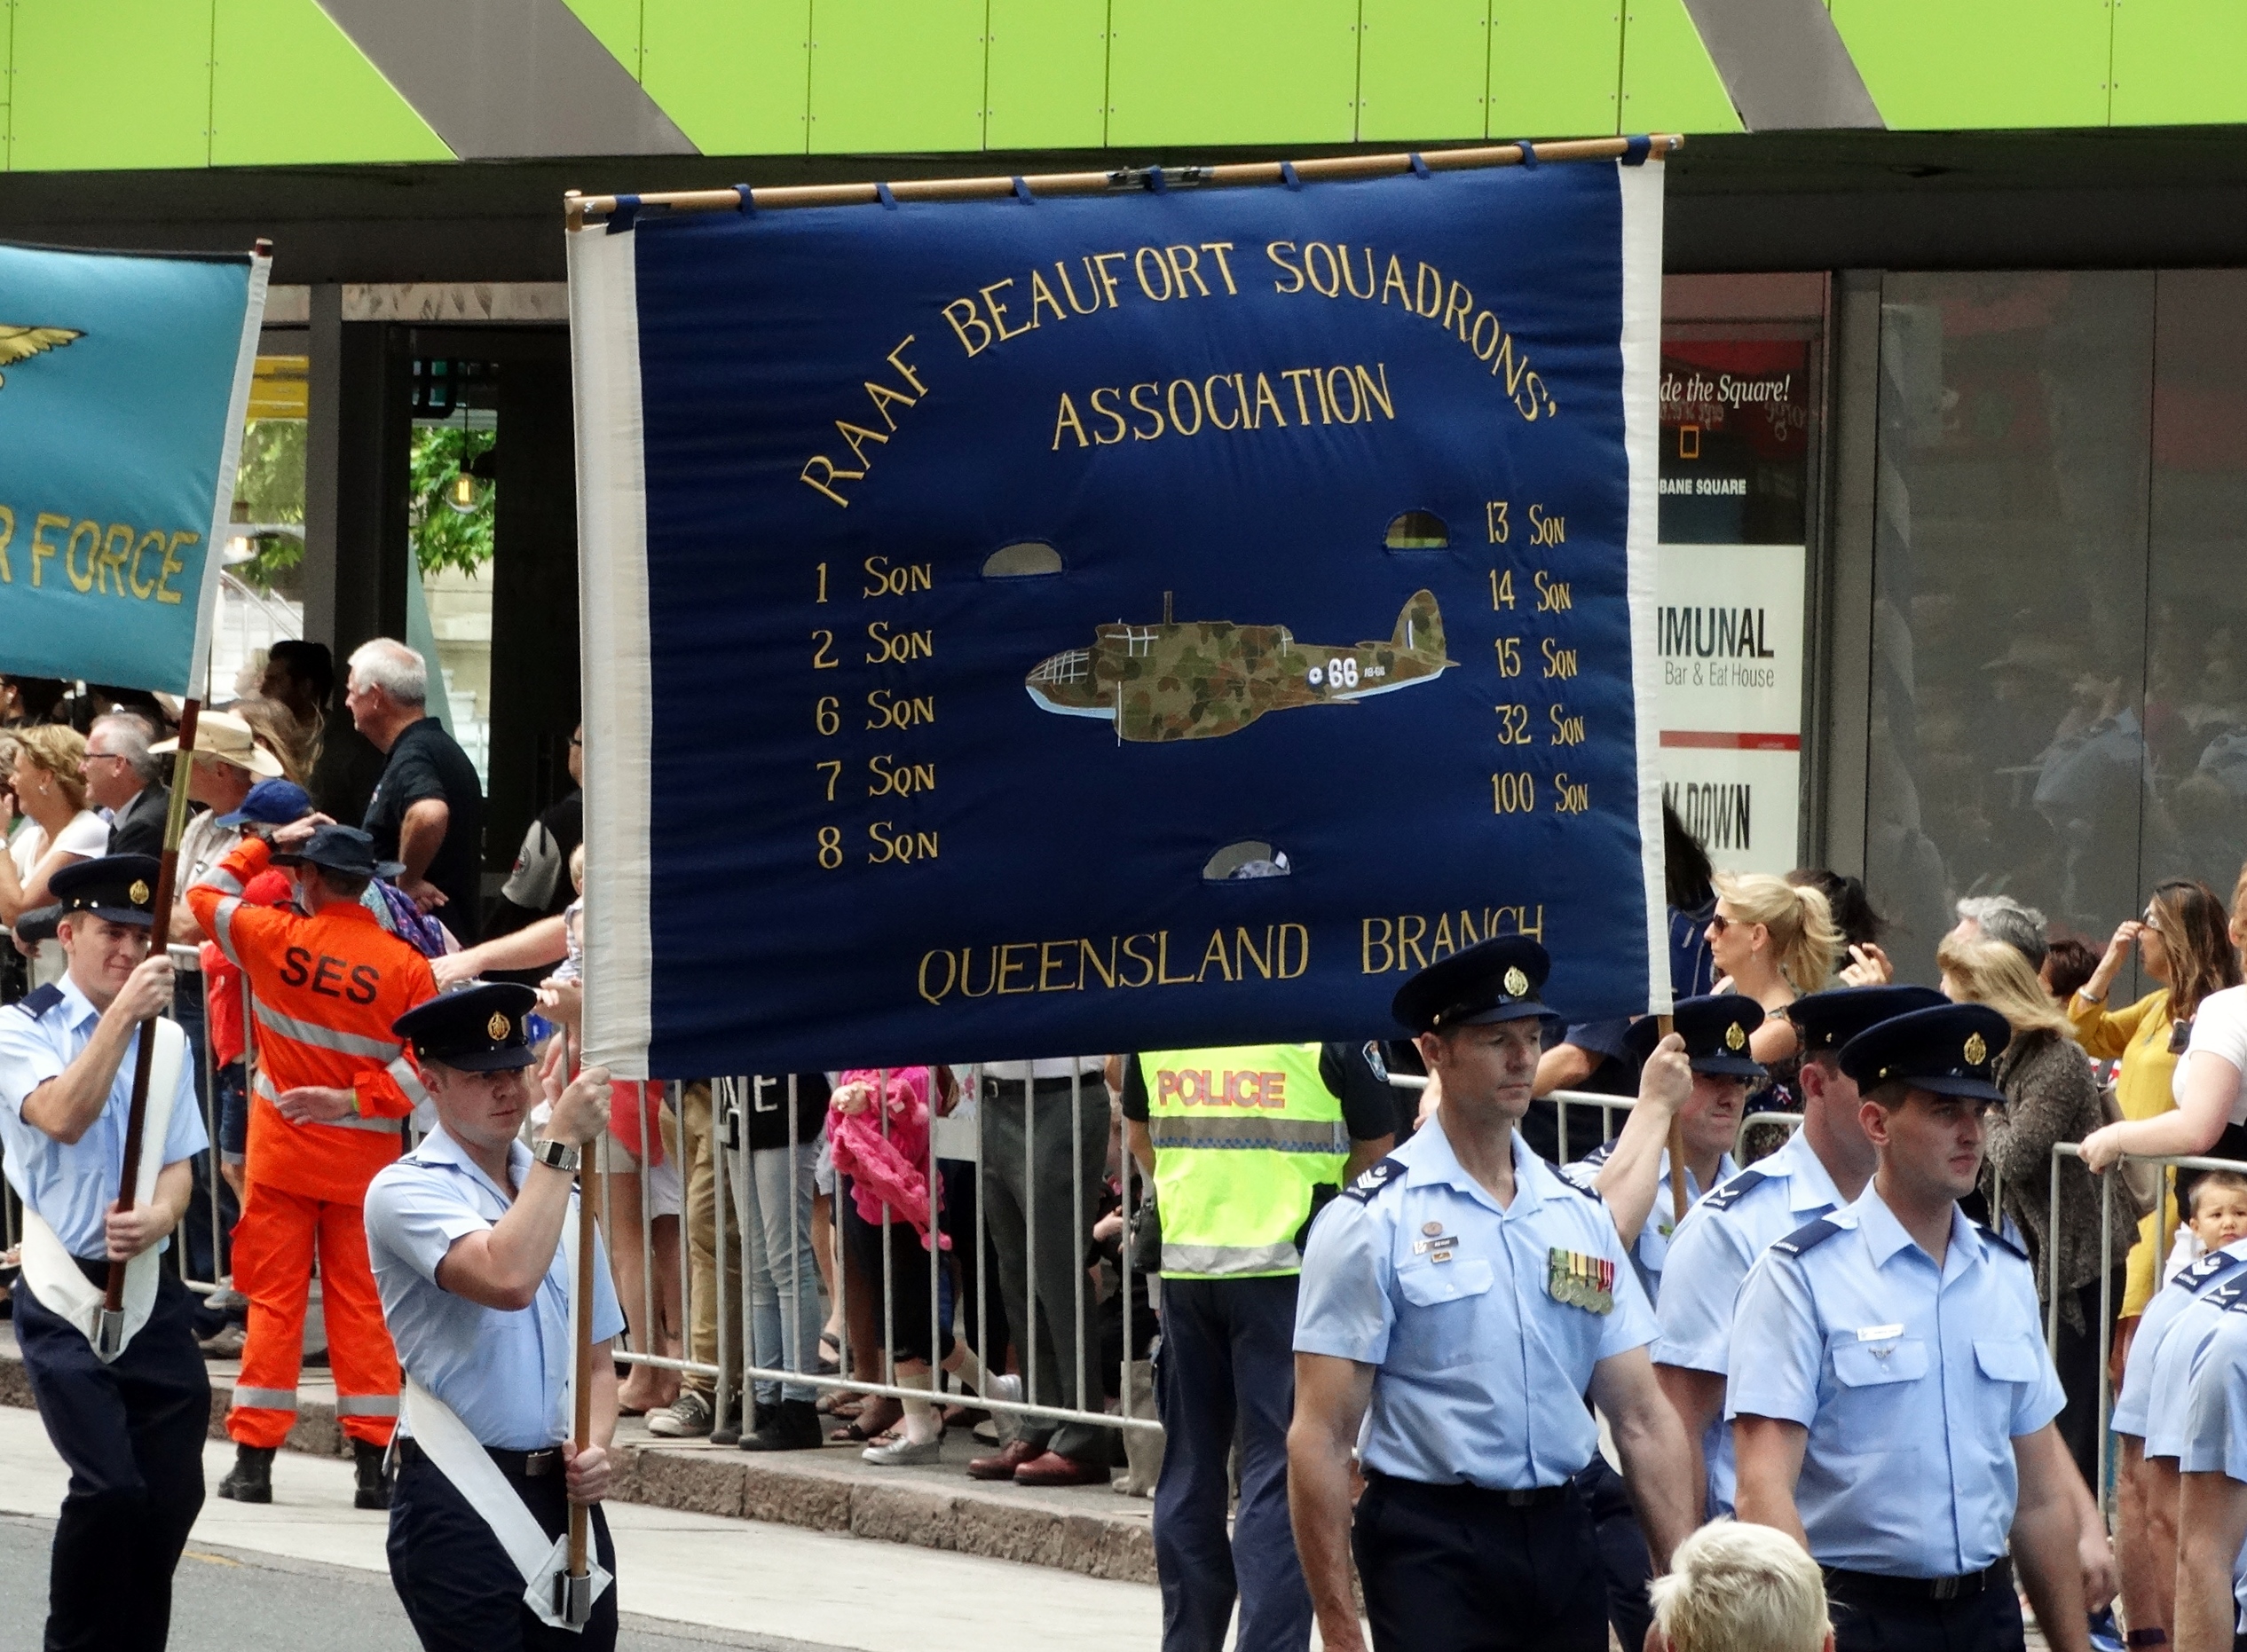 RAAF BEAUFORT SQUADRONS'
ASSOCIATION
1 SQN
2 SQN
6 SQN
7 SQN
8 SQN
13 SQN
14 SQN
15 SQN
32 SQN
100 SQN
66
QUEENSLAND BRANCH
R FORCE
SES
POLICE
de the Square!
BANE SQUARE
MUNAL
Bar & Eat House
DOWN